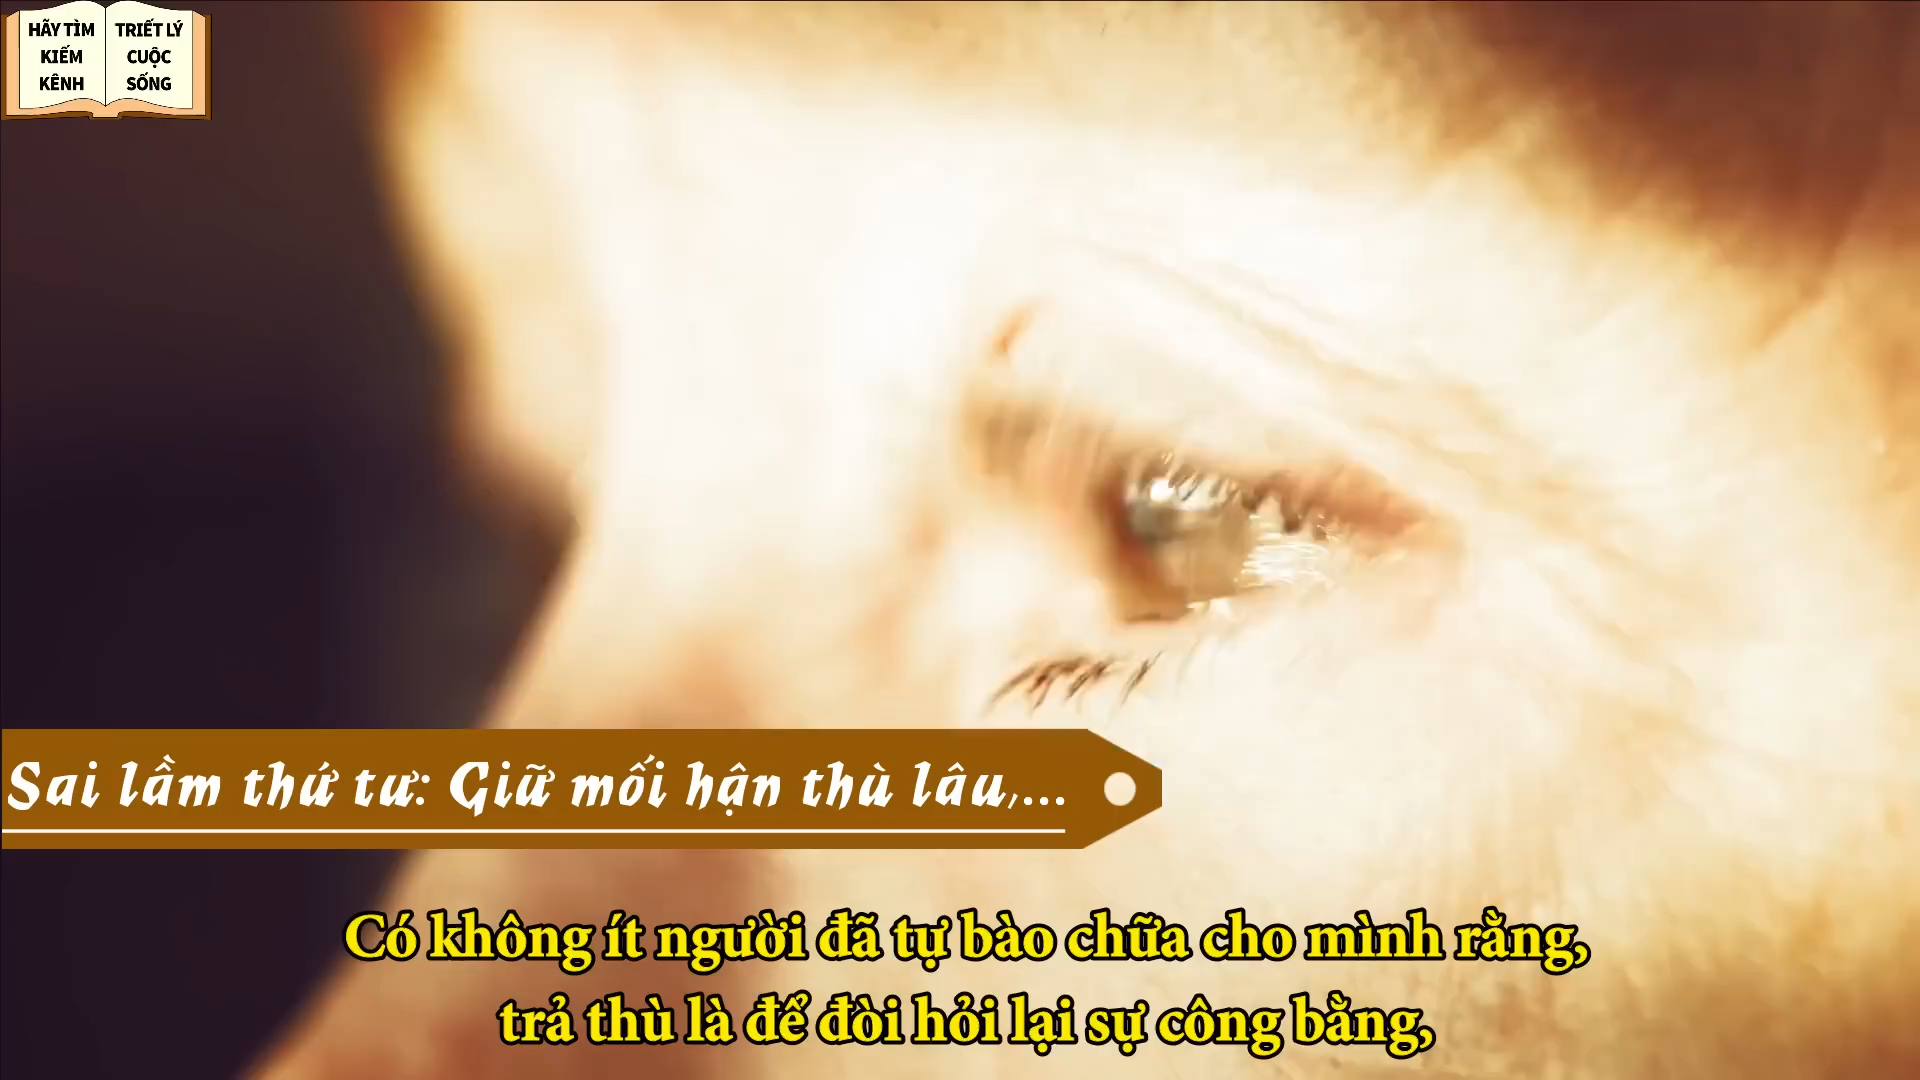 HÃY TÌM
KIẾM
KÊNH
TRIẾT LÝ
CUỘC
SỐNG
Sai lầm thứ tư: Giữ mối hận thù lâu,...
Có không ít người đã tự bào chữa cho mình rằng,
trả thù là để đòi hỏi lại sự công bằng,